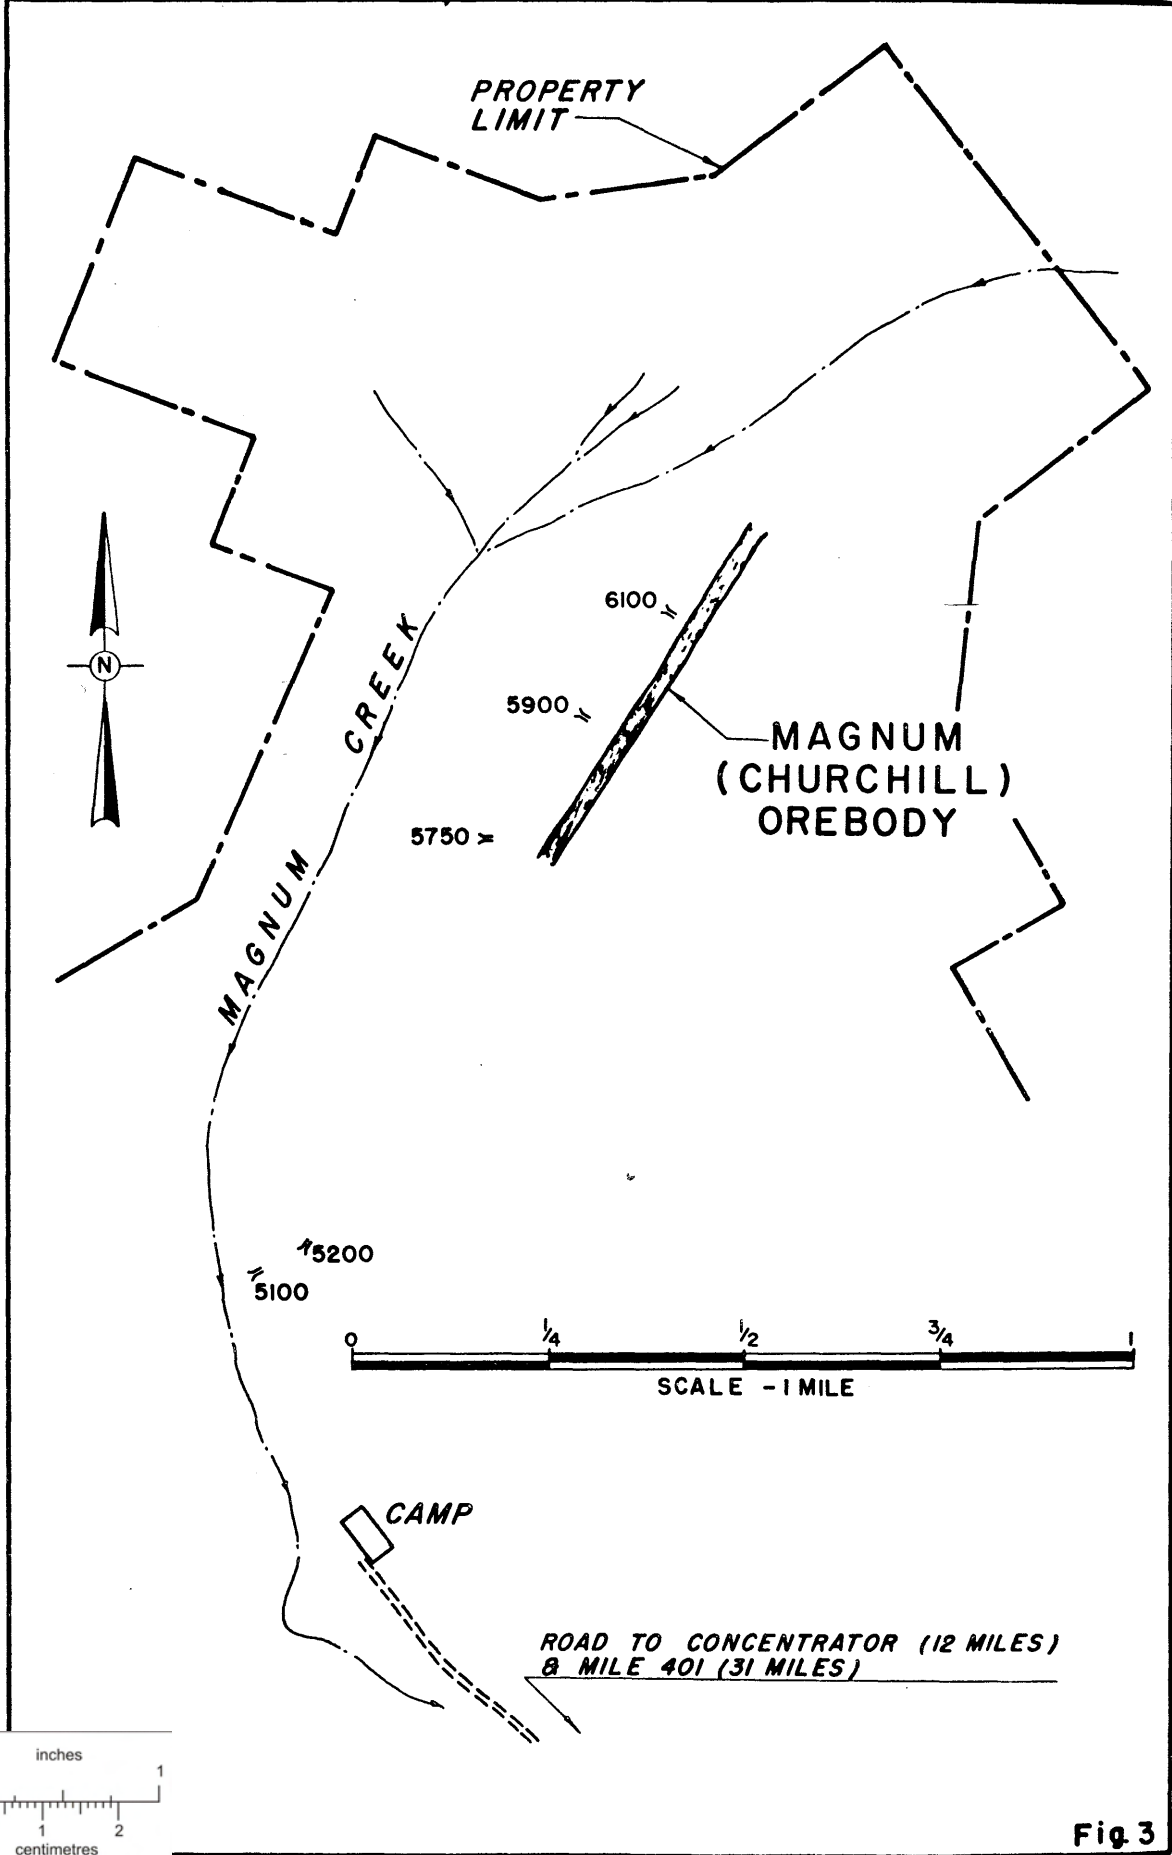 PROPERTY
LIMIT
6100
5900
5750
N
CREEK
MAGNUM
MAGNUM
(CHURCHILL)
OREBODY
5200
5100
0 1/4 1/2 3/4 1
SCALE - 1 MILE
CAMP
ROAD TO CONCENTRATOR (12 MILES)
& MILE 401 (31 MILES)
inches
1
1 2
centimetres
Fig. 3